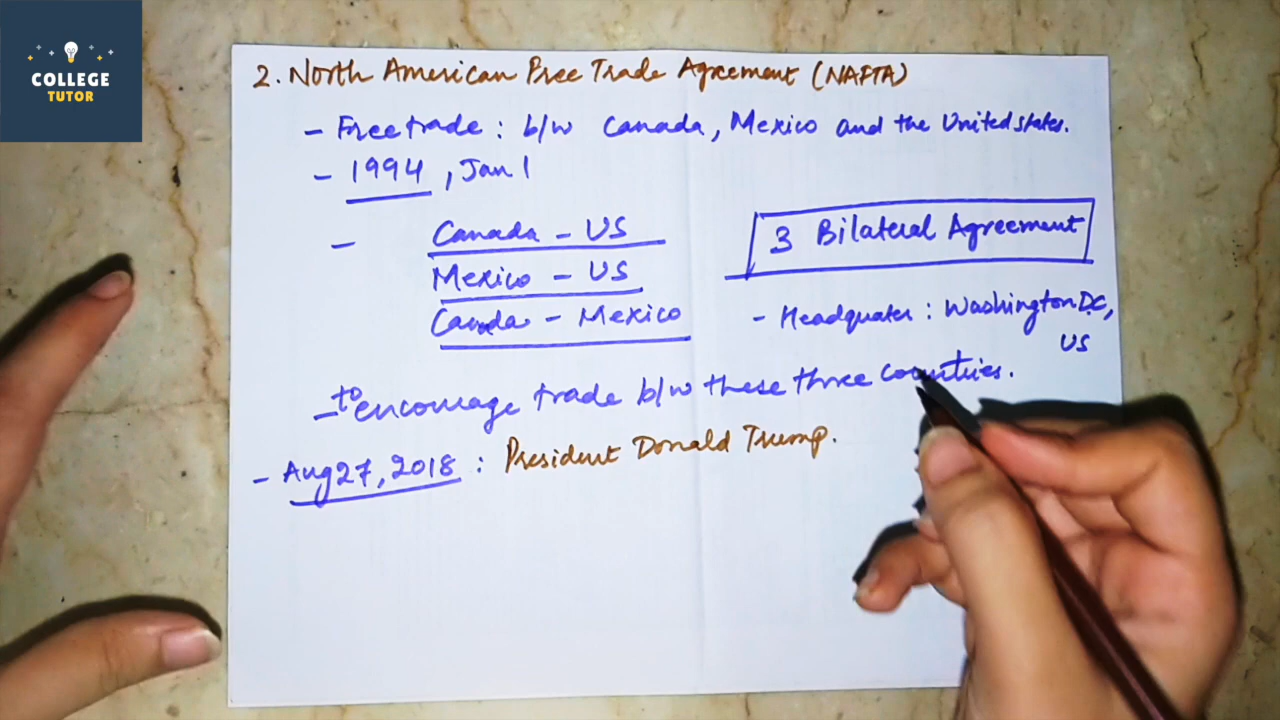 COLLEGE
TUTOR
2. North American Free Trade Agreement (NAFTA)
- Free trade : b/w Canada, Mexico and the United states.
- 1994 , Jan 1
- Canada - US
Mexico - US
Canada - Mexico
3 Bilateral Agreement
- Headquater : Washington D.C,
US
- to encourage trade b/w these three countries.
- Aug 27, 2018 : President Donald Trump.